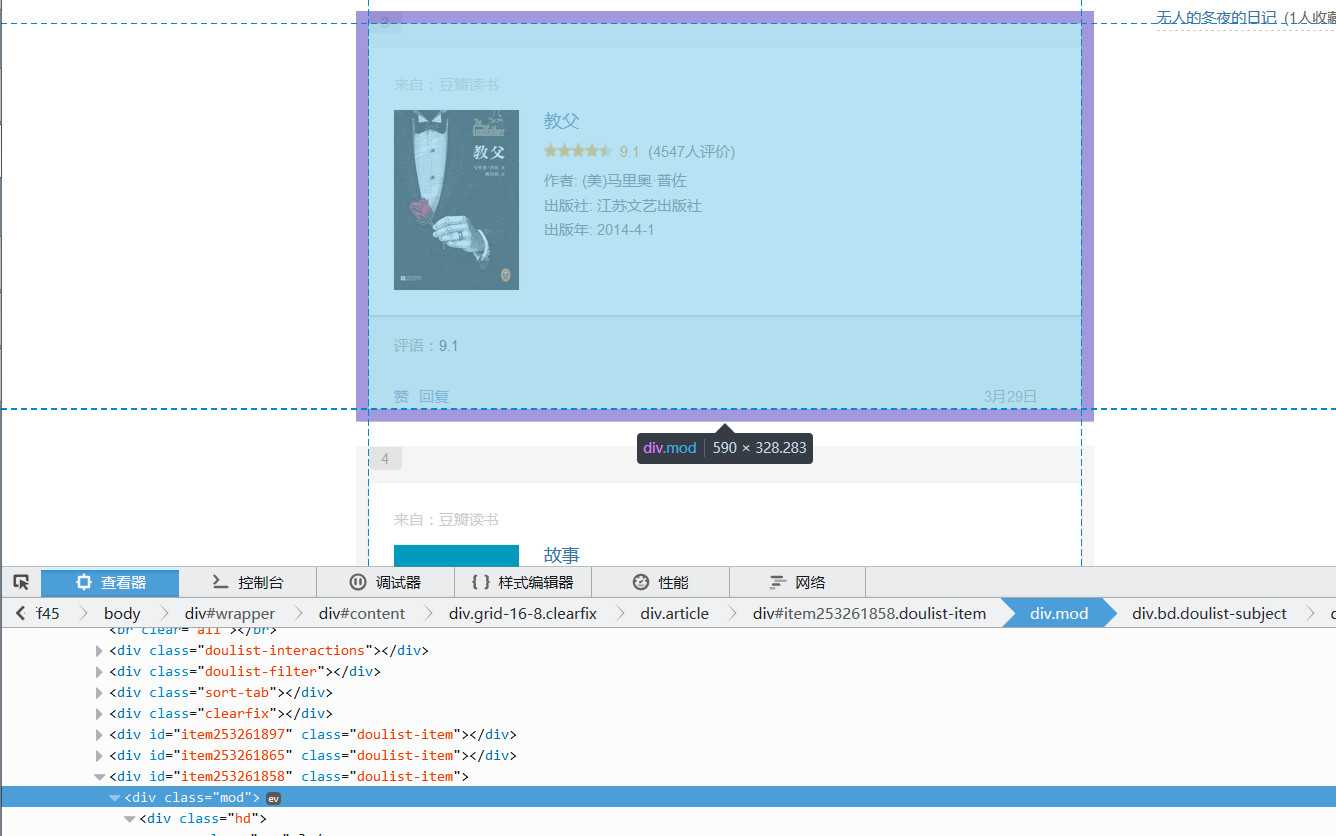 3
无人的冬夜的日记 (1人收藏
来自：豆瓣读书
The Godfather
教父
教父
9.1 (4547人评价)
作者: (美)马里奥·普佐
出版社: 江苏文艺出版社
出版年: 2014-4-1
评语：9.1
赞 回复
3月29日
div.mod 590 × 328.283
4
来自：豆瓣读书
故事
查看器 控制台 调试器 { } 样式编辑器 性能 网络
f45 body div#wrapper div#content div.grid-16-8.clearfix div.article div#item253261858.doulist-item div.mod div.bd.doulist-subject
<br clear="all"></br>
<div class="doulist-interactions"></div>
<div class="doulist-filter"></div>
<div class="sort-tab"></div>
<div class="clearfix"></div>
<div id="item253261897" class="doulist-item"></div>
<div id="item253261865" class="doulist-item"></div>
<div id="item253261858" class="doulist-item">
<div class="mod"> ev
<div class="hd">